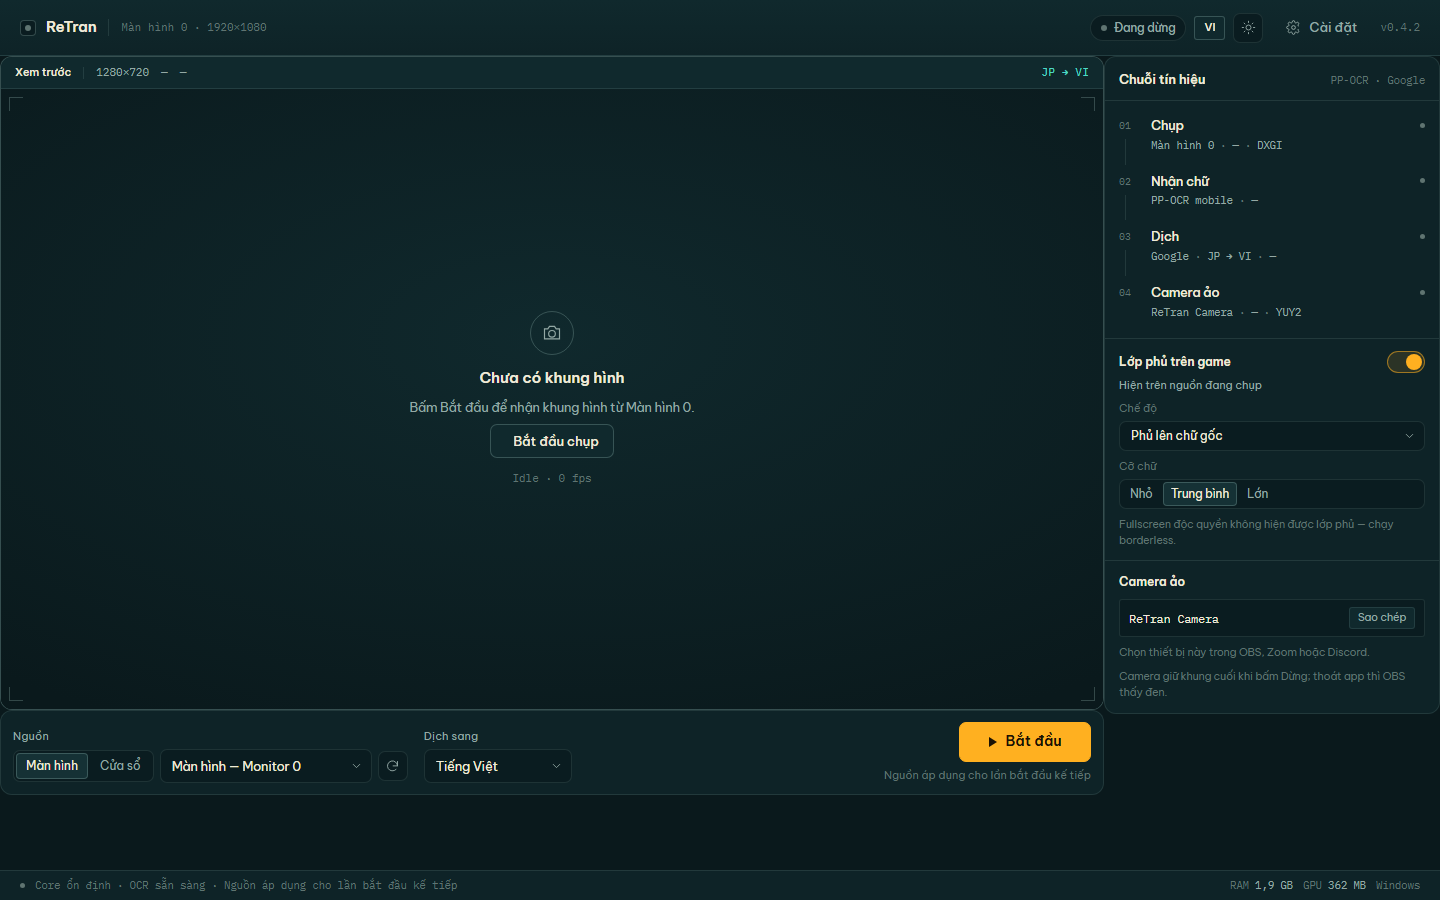 ReTran
Màn hình 0 · 1920×1080
Đang dừng
VI
Cài đặt
v0.4.2
Xem trước
1280×720 — —
JP → VI
Chưa có khung hình
Bấm Bắt đầu để nhận khung hình từ Màn hình 0.
Bắt đầu chụp
Idle · 0 fps
Nguồn
Màn hình
Cửa sổ
Màn hình — Monitor 0
Dịch sang
Tiếng Việt
Bắt đầu
Nguồn áp dụng cho lần bắt đầu kế tiếp
Chuỗi tín hiệu
PP-OCR · Google
01 Chụp
Màn hình 0 · — · DXGI
02 Nhận chữ
PP-OCR mobile · —
03 Dịch
Google · JP → VI · —
04 Camera ảo
ReTran Camera · — · YUY2
Lớp phủ trên game
Hiện trên nguồn đang chụp
Chế độ
Phủ lên chữ gốc
Cỡ chữ
Nhỏ
Trung bình
Lớn
Fullscreen độc quyền không hiện được lớp phủ — chạy
borderless.
Camera ảo
ReTran Camera
Sao chép
Chọn thiết bị này trong OBS, Zoom hoặc Discord.
Camera giữ khung cuối khi bấm Dừng; thoát app thì OBS
thấy đen.
Core ổn định · OCR sẵn sàng · Nguồn áp dụng cho lần bắt đầu kế tiếp
RAM 1,9 GB GPU 362 MB Windows